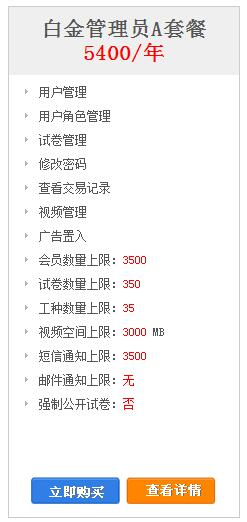 白金管理员A套餐
5400/年
用户管理
用户角色管理
试卷管理
修改密码
查看交易记录
视频管理
广告置入
会员数量上限：3500
试卷数量上限：350
工种数量上限：35
视频空间上限：3000 MB
短信通知上限：3500
邮件通知上限：无
强制公开试卷：否
立即购买 查看详情